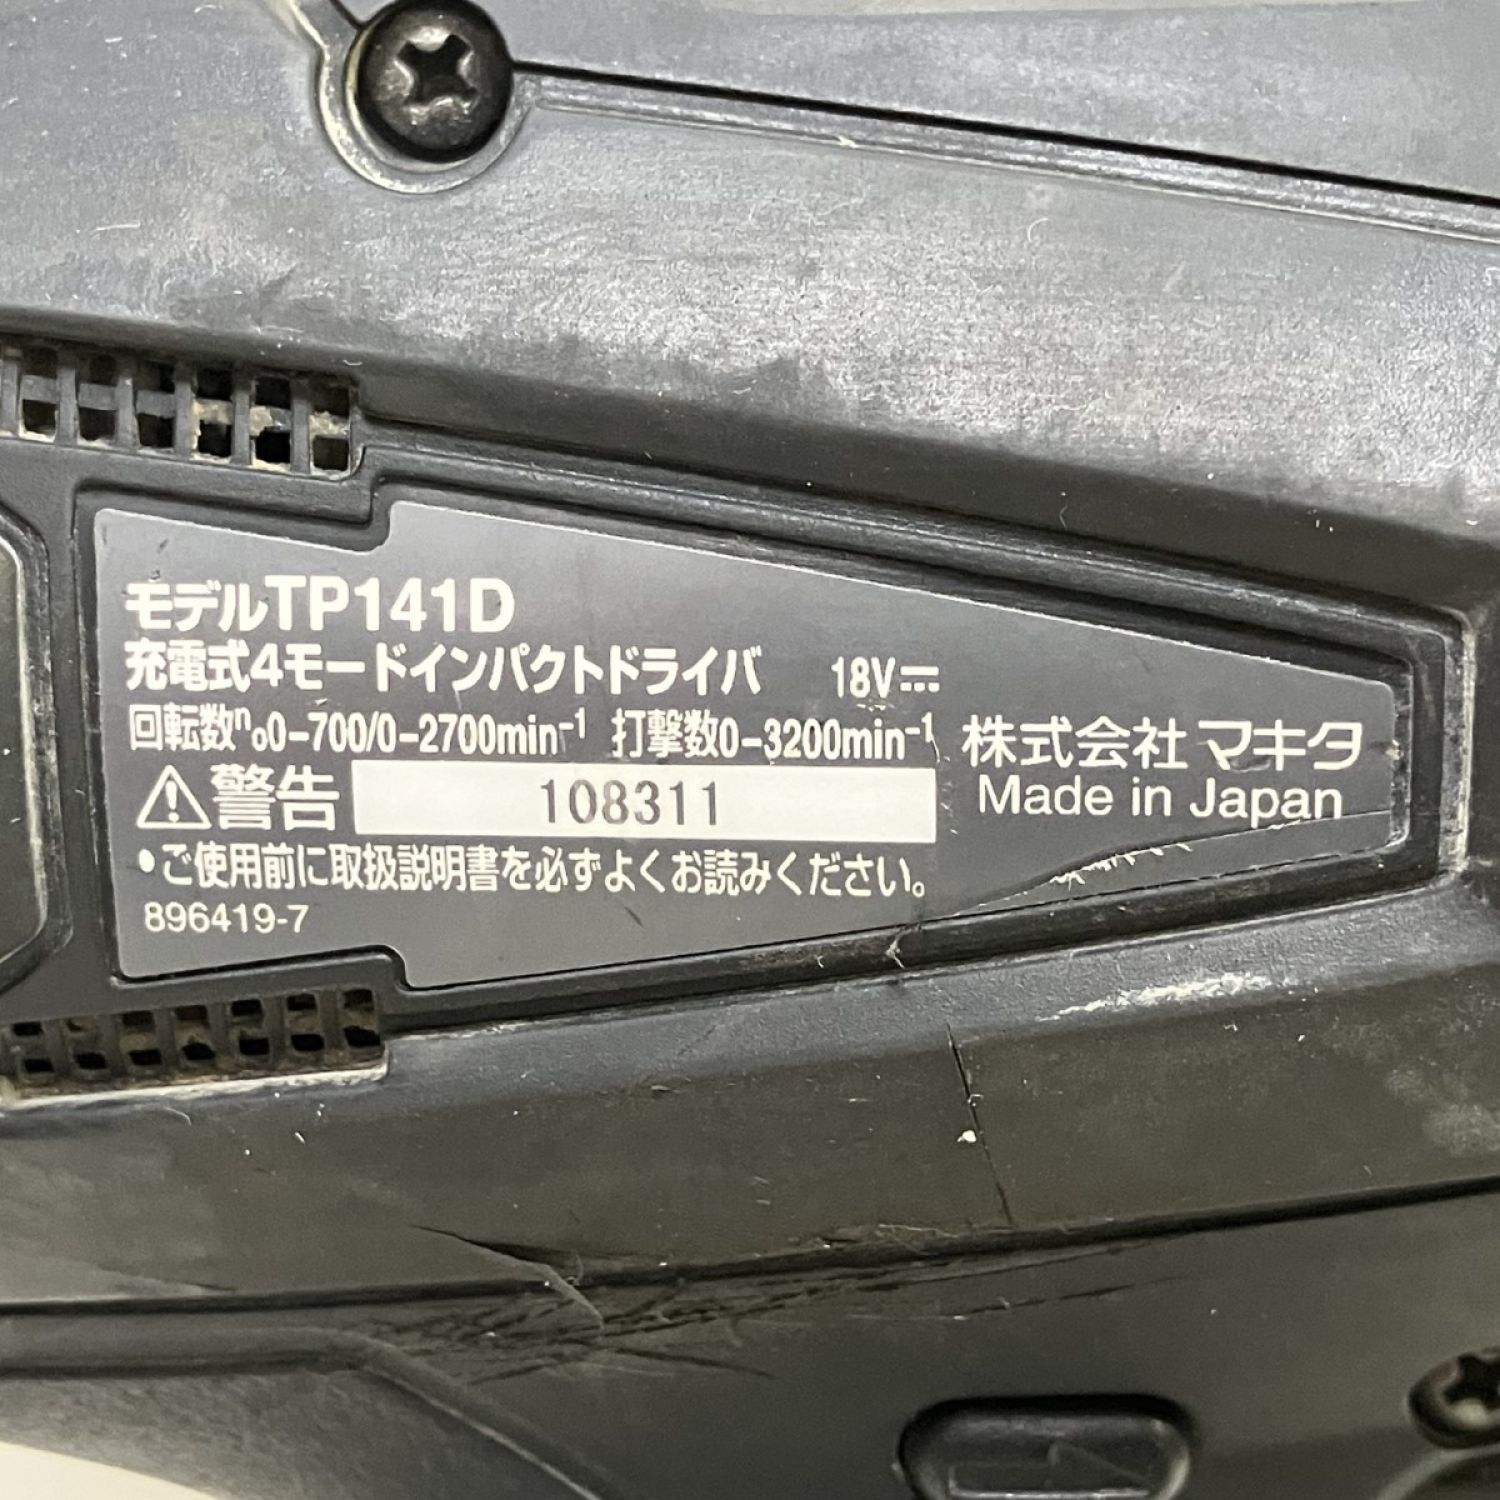 モデルTP141D
充電式4モードインパクトドライバ 18V⎓
回転数n₀0-700/0-2700min⁻¹ 打撃数0-3200min⁻¹
⚠警告 108311
株式会社マキタ
Made in Japan
•ご使用前に取扱説明書を必ずよくお読みください。
896419-7